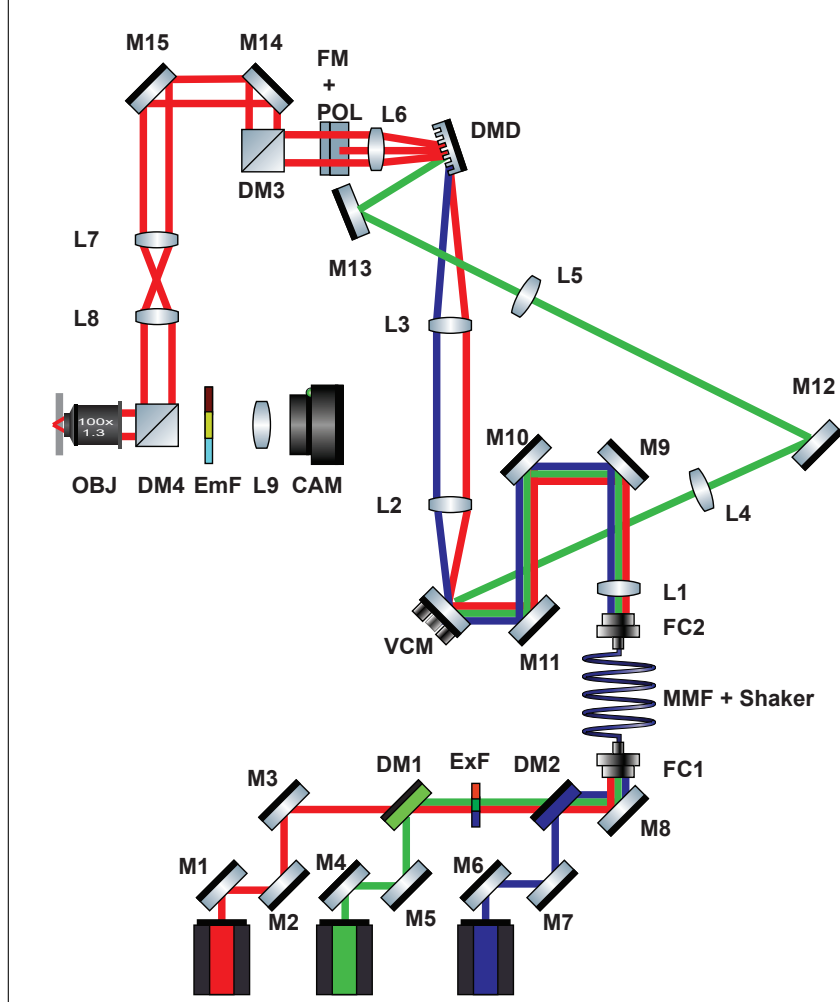 M15
M14
FM
+
POL
L6
DMD
DM3
M13
L7
L5
L8
L3
M12
100x
1.3
M10
M9
OBJ
DM4
EmF
L9
CAM
L2
L4
L1
VCM
M11
FC2
MMF + Shaker
DM1
ExF
DM2
FC1
M3
M8
M1
M4
M6
M2
M5
M7